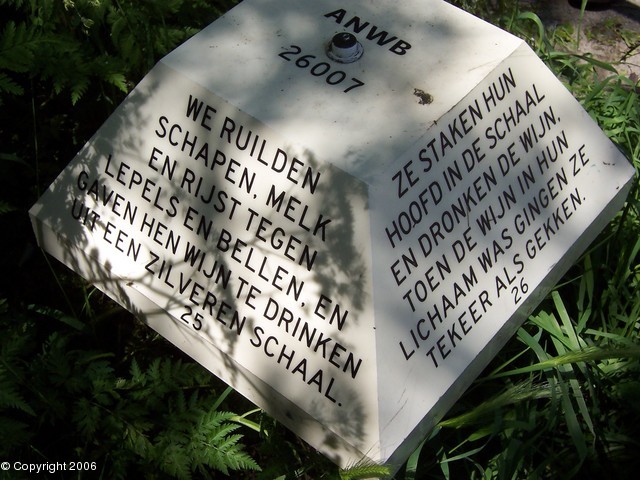 ANWB
26007
WE RUILDEN
SCHAPEN, MELK
EN RIJST TEGEN
LEPELS EN BELLEN, EN
GAVEN HEN WIJN TE DRINKEN
UIT EEN ZILVEREN SCHAAL.
25
ZE STAKEN HUN
HOOFD IN DE SCHAAL
EN DRONKEN DE WIJN.
TOEN DE WIJN IN HUN
LICHAAM WAS GINGEN ZE
TEKEER ALS GEKKEN.
26
© Copyright 2006